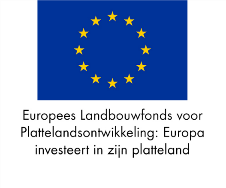 Europees Landbouwfonds voor
Plattelandsontwikkeling: Europa
investeert in zijn platteland